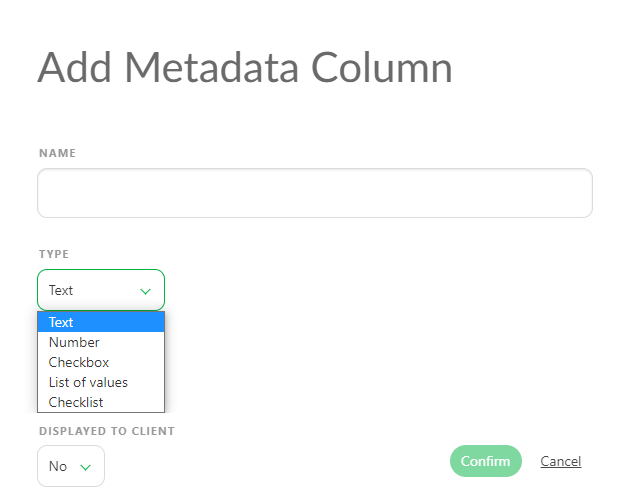 Add Metadata Column
NAME
TYPE
Text
Text
Number
Checkbox
List of values
Checklist
DISPLAYED TO CLIENT
No
Confirm Cancel